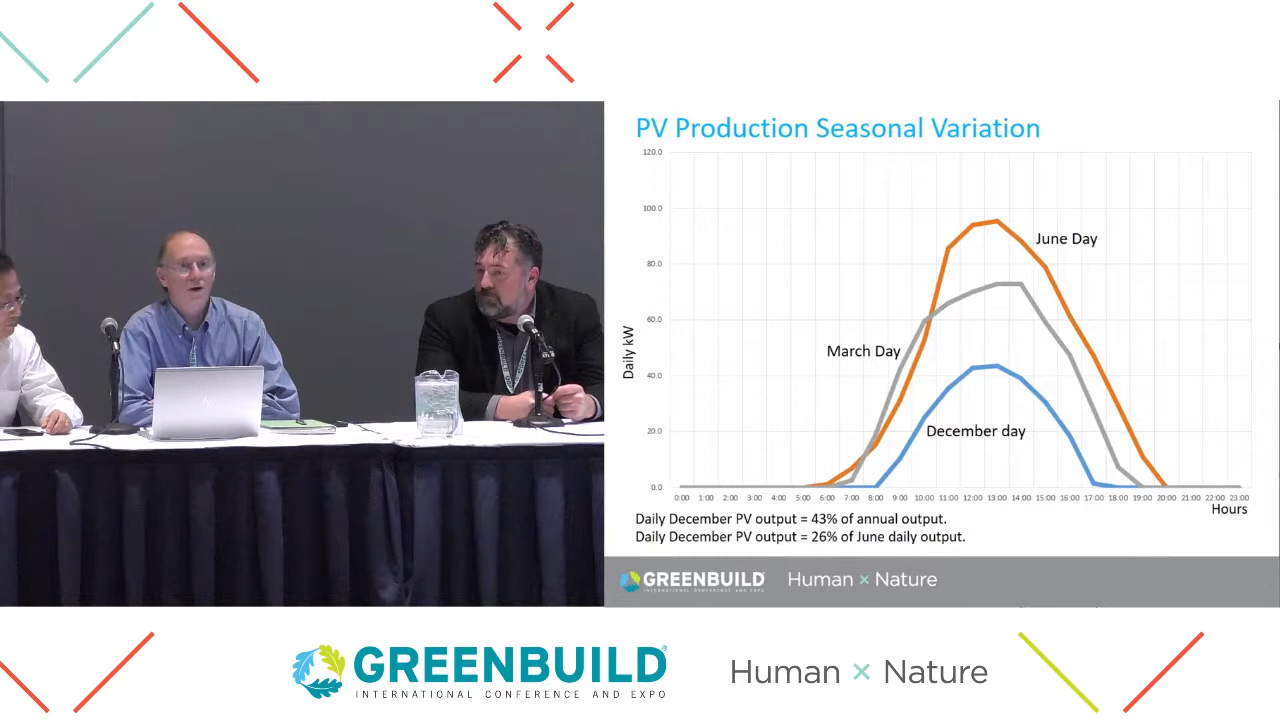 PV Production Seasonal Variation
120.0
100.0
80.0
60.0
40.0
20.0
0.0
Daily kW
June Day
March Day
December day
0:00 1:00 2:00 3:00 4:00 5:00 6:00 7:00 8:00 9:00 10:00 11:00 12:00 13:00 14:00 15:00 16:00 17:00 18:00 19:00 20:00 21:00 22:00 23:00
Hours
Daily December PV output = 43% of annual output.
Daily December PV output = 26% of June daily output.
GREENBUILD
INTERNATIONAL CONFERENCE AND EXPO
Human × Nature
hp
GREENBUILD®
INTERNATIONAL CONFERENCE AND EXPO
Human × Nature